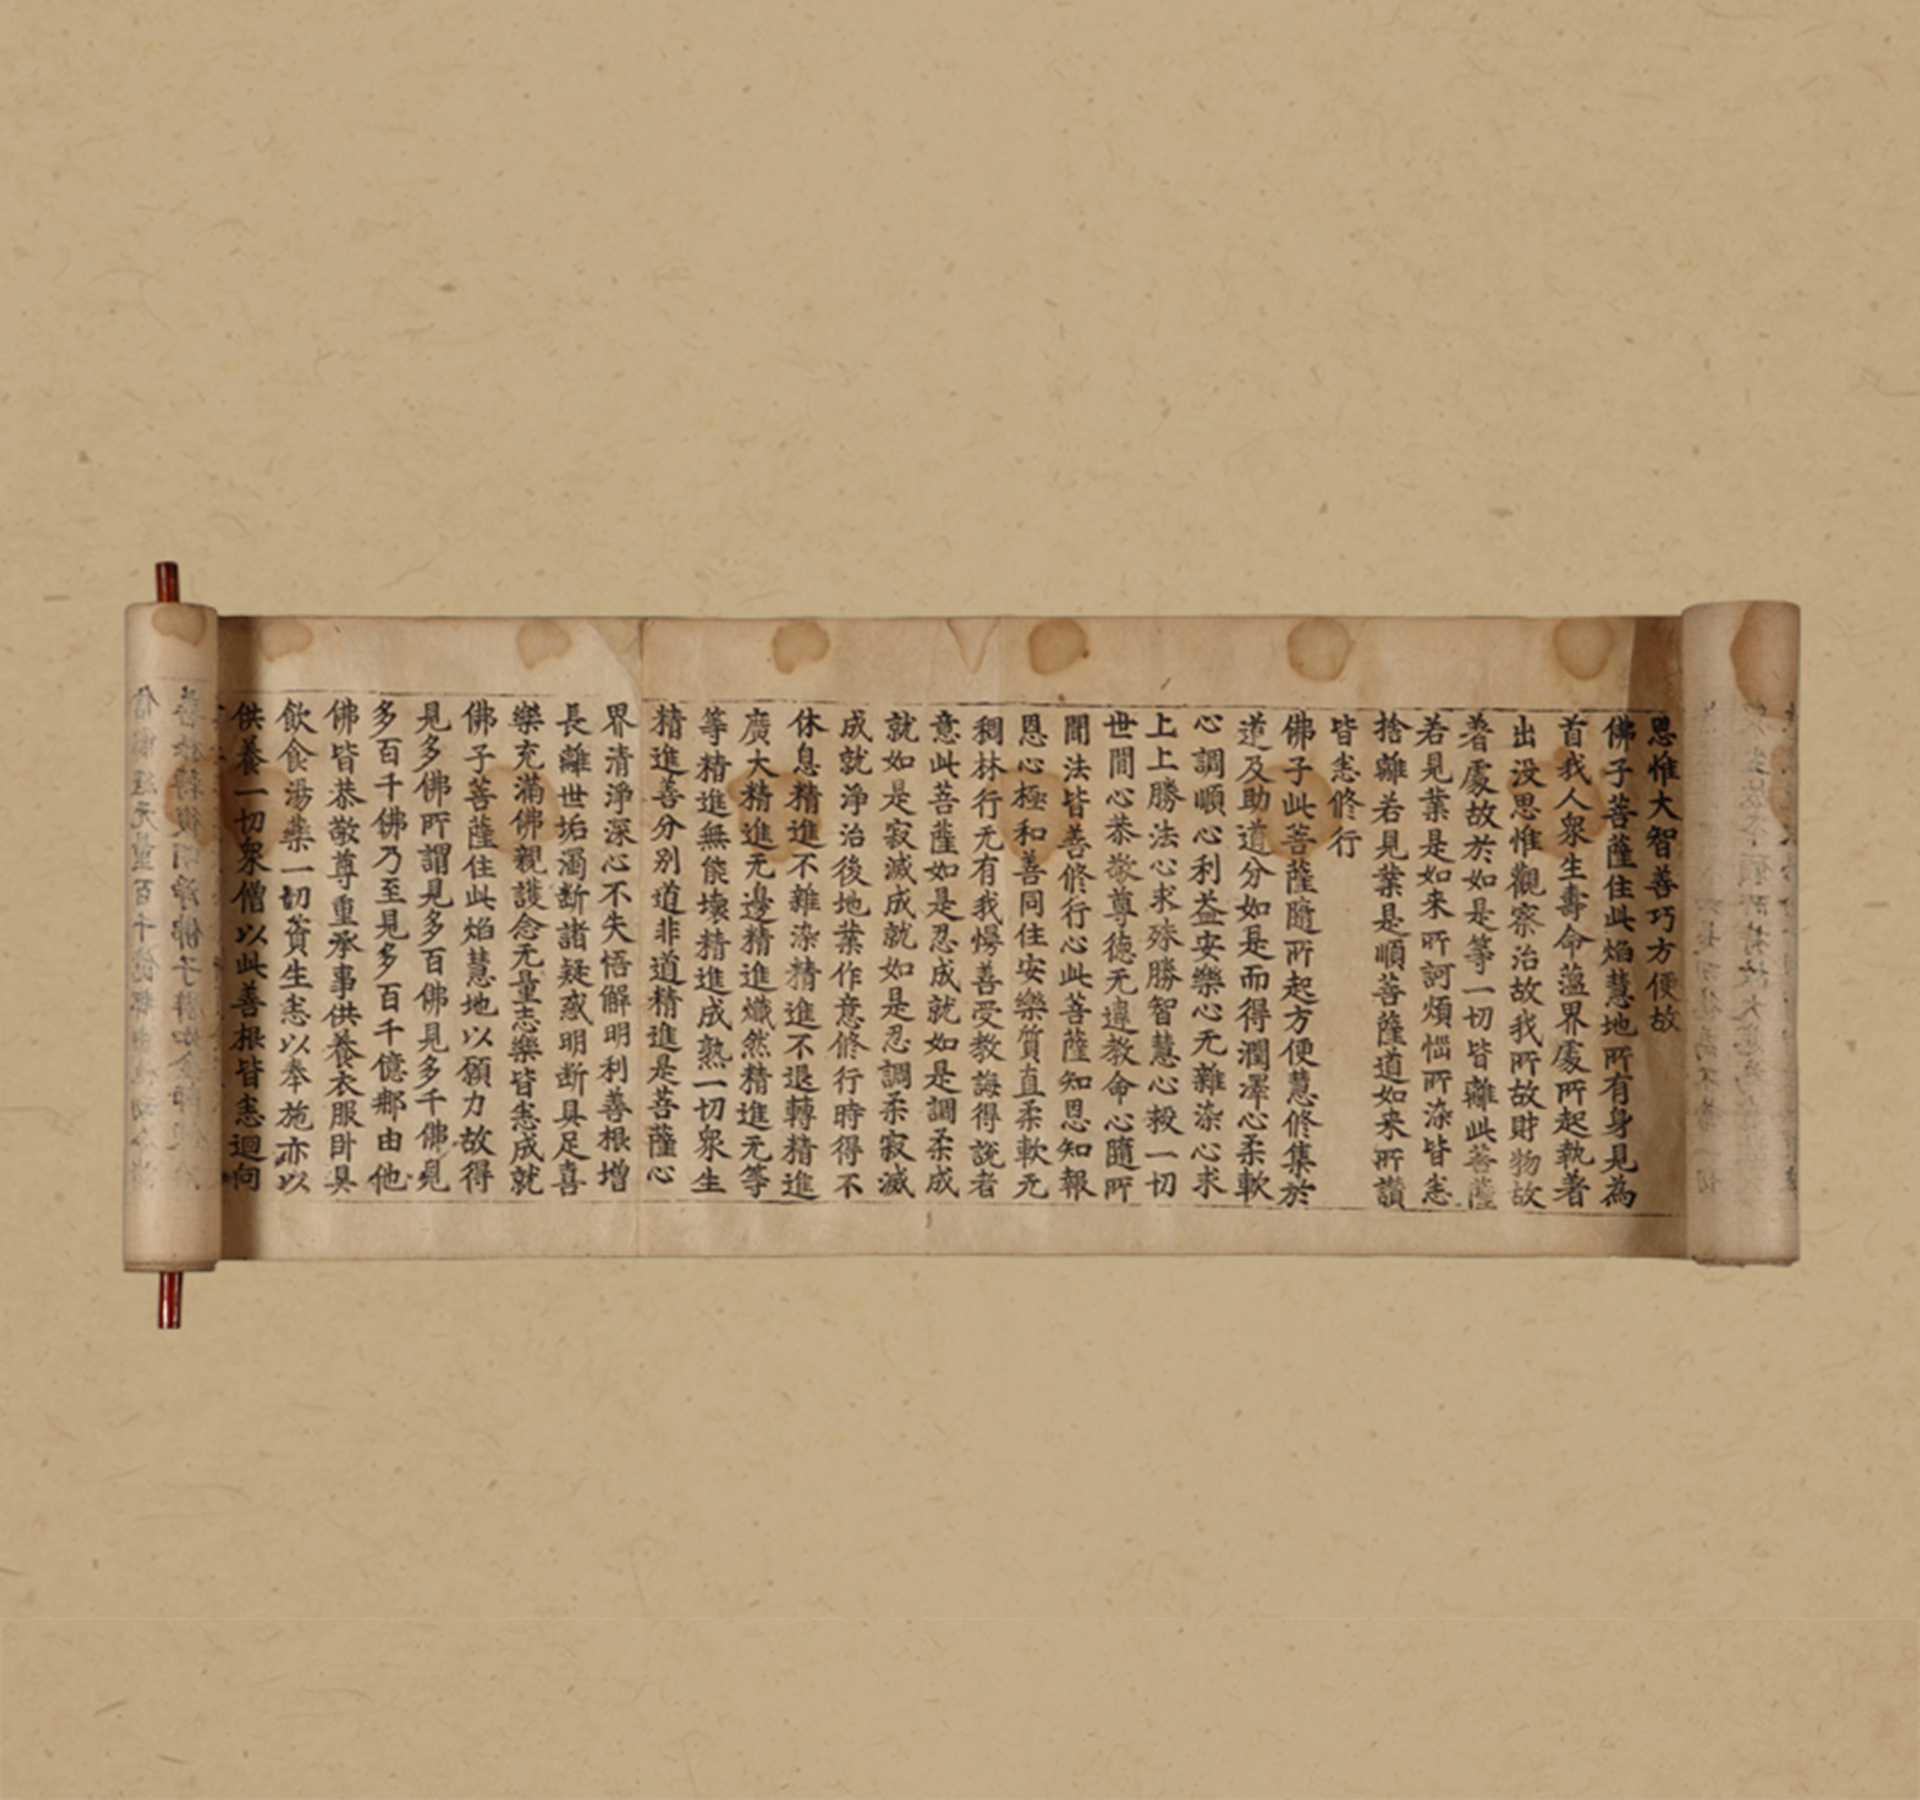 思惟大智善巧方便故
佛子菩薩住此焰慧地所有身見為
首我人衆生壽命藴界處所起執著
出没思惟觀察治故我所故財物故
著處故於如是等一切皆離此菩薩
若見業是如来所訶煩惱所染皆悉
捨離若見業是順菩薩道如来所讃
皆悉修行
佛子此菩薩隨所起方便慧修集於
道及助道分如是而得潤澤心柔軟
心調順心利益安樂心无雜染心求
上上勝法心求殊勝智慧心救一切
世間心恭敬尊德无違教命心隨所
聞法皆善修行心此菩薩知恩知報
恩心極和善同住安樂質直柔軟无
稠林行无有我慢善受教誨得說者
意此菩薩如是忍成就如是調柔成
就如是寂滅成就如是忍調柔寂滅
成就淨治後地業作意修行時得不
休息精進不雜染精進不退轉精進
廣大精進无邊精進熾然精進无等
等精進無能壞精進成熟一切衆生
精進善分别道非道精進是菩薩心
界清淨深心不失悟解明利善根增
長離世垢濁断諸疑惑明断具足喜
樂充滿佛親護念无量志樂皆悉成就
佛子菩薩住此焰慧地以願力故得
見多佛所謂見多百佛見多千佛見
多百千佛乃至見多百千億那由他
佛皆恭敬尊重承事供養衣服卧具
飲食湯藥一切資生悉以奉施亦以
供養一切衆僧以此善根皆悉迴向